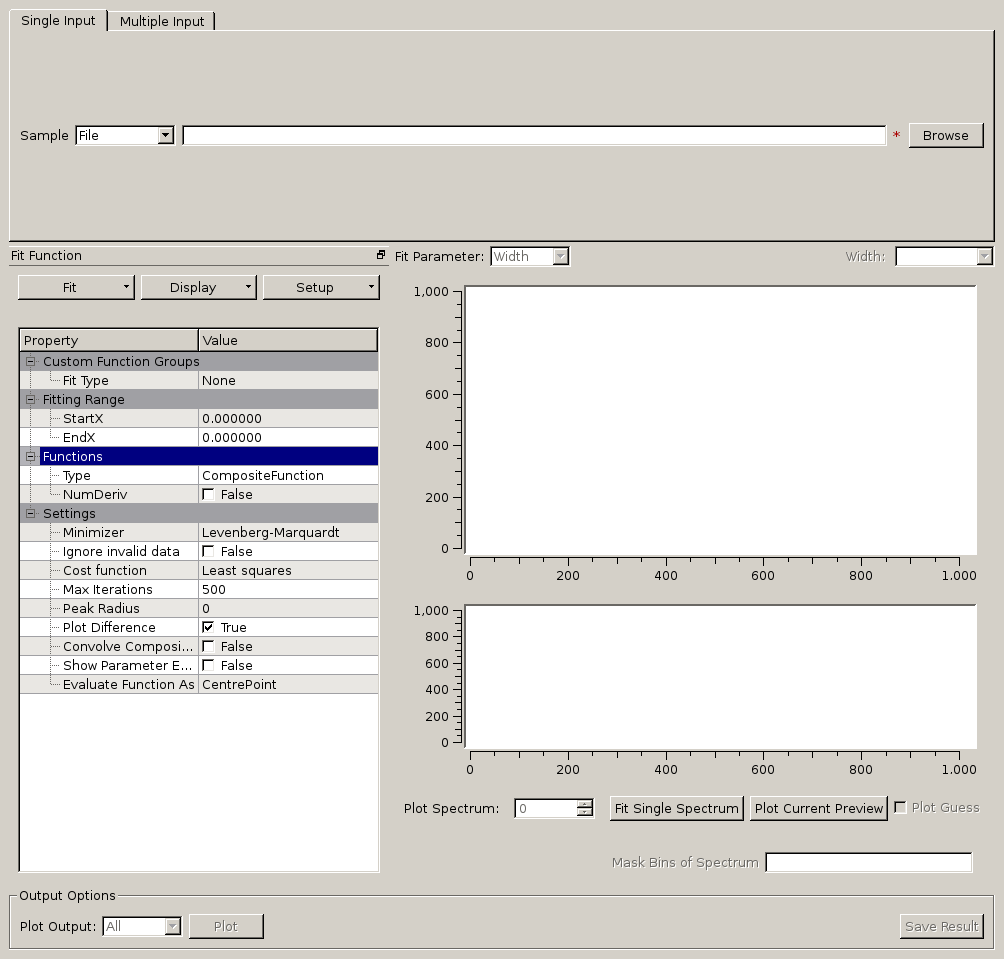 Single Input Multiple Input
Sample File * Browse
Fit Function
Fit Parameter: Width Width:
Fit Display Setup
Property Value
Custom Function Groups
Fit Type None
Fitting Range
StartX 0.000000
EndX 0.000000
Functions
Type CompositeFunction
NumDeriv False
Settings
Minimizer Levenberg-Marquardt
Ignore invalid data False
Cost function Least squares
Max Iterations 500
Peak Radius 0
Plot Difference True
Convolve Composi... False
Show Parameter E... False
Evaluate Function As CentrePoint
1,000
800
600
400
200
0
0 200 400 600 800 1.000
1,000
800
600
400
200
0
0 200 400 600 800 1.000
Plot Spectrum: 0 Fit Single Spectrum Plot Current Preview Plot Guess
Mask Bins of Spectrum
Output Options
Plot Output: All Plot Save Result